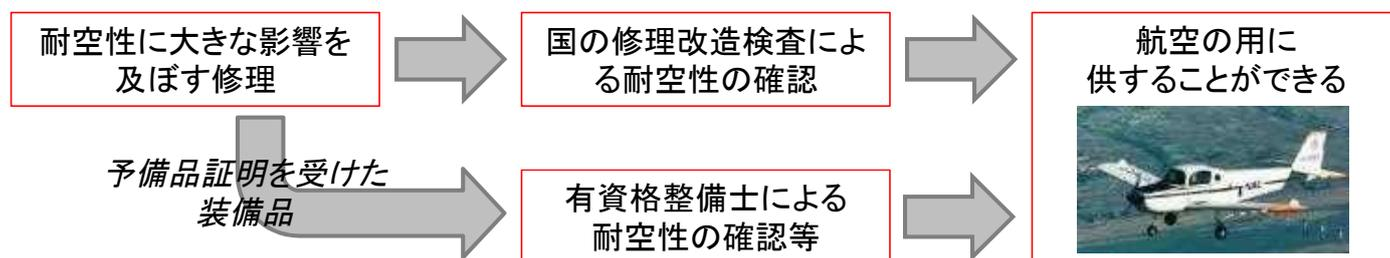 耐空性に大きな影響を
及ぼす修理
国の修理改造検査によ
る耐空性の確認
航空の用に
供することができる
予備品証明を受けた
装備品
有資格整備士による
耐空性の確認等